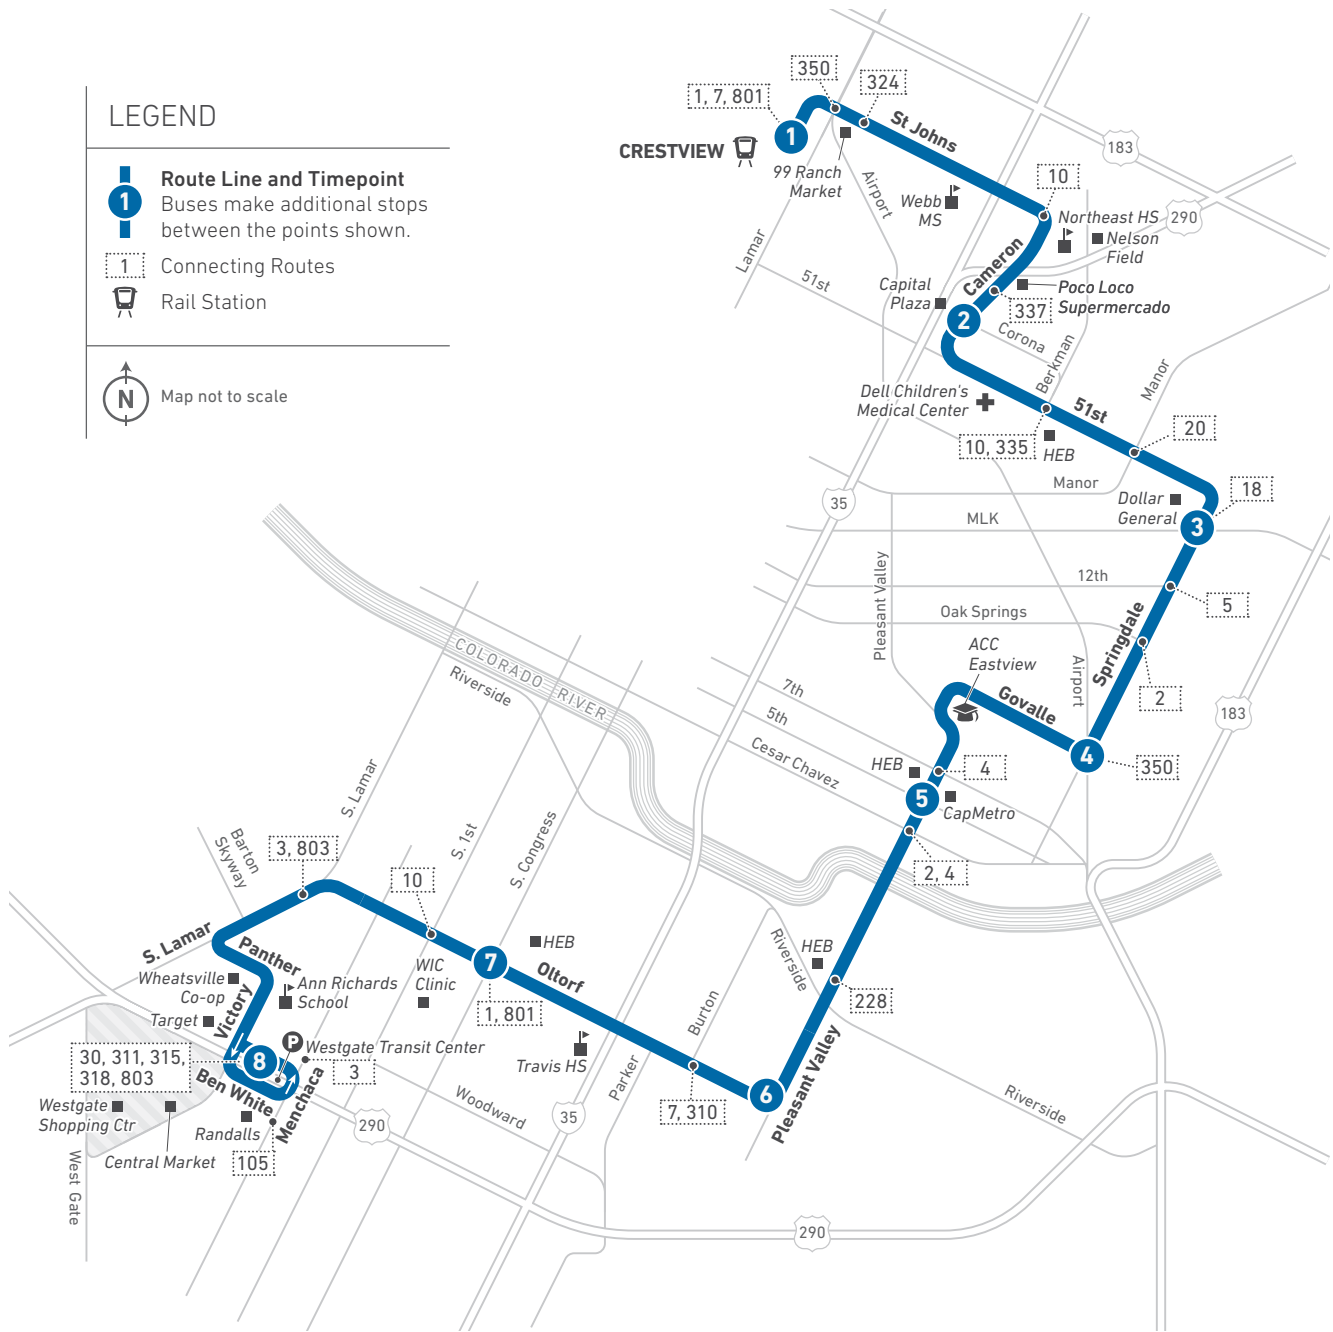 LEGEND
1
Route Line and Timepoint
Buses make additional stops
between the points shown.
1
Connecting Routes
Rail Station
N
Map not to scale
350
324
1, 7, 801
1
CRESTVIEW
St Johns
183
99 Ranch
Market
Airport
Webb
MS
10
Northeast HS
290
Nelson
Field
Lamar
Cameron
51st
Capital
Plaza
Poco Loco
Supermercado
337
2
Corona
Berkman
Manor
Dell Children's
Medical Center
51st
10, 335
HEB
20
Manor
35
Dollar
General
18
MLK
3
Pleasant Valley
12th
5
Oak Springs
Springdale
ACC
Eastview
Airport
2
7th
Govalle
183
5th
Cesar Chavez
4
350
HEB
4
5
CapMetro
COLORADO RIVER
Riverside
2, 4
S. Lamar
S. 1st
S. Congress
Barton
Skyway
3, 803
10
S. Lamar
Panther
HEB
WIC
Clinic
7
Oltorf
Riverside
HEB
Wheatsville
Co-op
Ann Richards
School
1, 801
228
Target
Victory
Burton
8
P
Westgate Transit Center
30, 311, 315,
318, 803
3
Travis HS
Parker
Ben White
Menchaca
Woodward
6
Pleasant Valley
7, 310
Riverside
Westgate
Shopping Ctr
Randalls
290
35
Central Market
105
West Gate
290